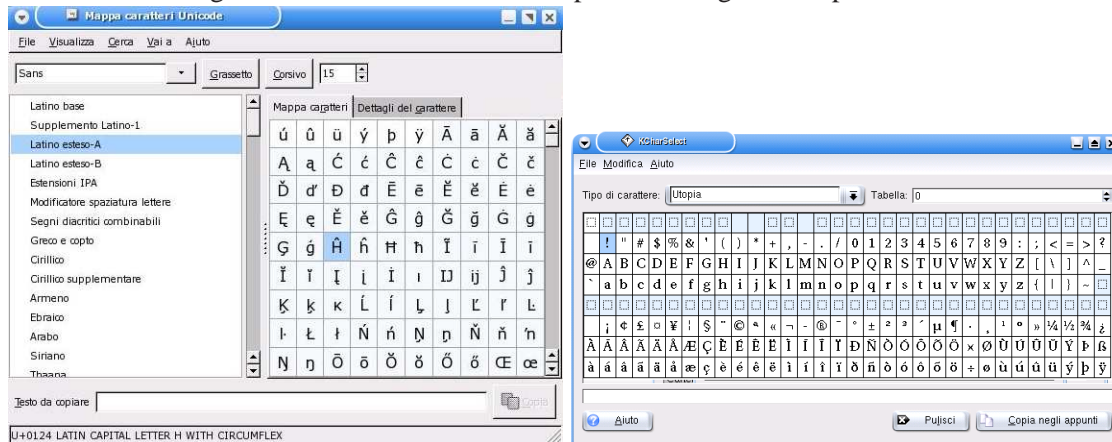 Mappa caratteri Unicode
File Visualizza Cerca Vai a Ajuto
Sans Grassetto Corsivo 15
Latino base
Supplemento Latino-1
Latino esteso-A
Latino esteso-B
Estensioni IPA
Modificatore spaziatura lettere
Segni diacritici combinabili
Greco e copto
Cirillico
Cirillico supplementare
Armeno
Ebraico
Arabo
Siriano
Thaana
Mappa caratteri Dettagli del carattere
ú û ü ý þ ÿ Ā ā Ă ă
Ą ą Ć ć Ĉ ĉ Ċ ċ Č č
Ď ď Đ đ Ē ē Ĕ ĕ Ė ė
Ę ę Ě ě Ĝ ĝ Ğ ğ Ġ ġ
Ģ ģ Ĥ ĥ Ħ ħ Ĩ ĩ Ī ī
Ĭ ĭ Į į İ ı Ĳ ĳ Ĵ ĵ
Ķ ķ ĸ Ĺ ĺ Ļ ļ Ľ ľ Ŀ
ŀ Ł ł Ń ń Ņ ņ Ň ň ŉ
Ŋ ŋ Ō ō Ŏ ŏ Ő ő Œ œ
Testo da copiare Copia
U+0124 LATIN CAPITAL LETTER H WITH CIRCUMFLEX
KCharSelect
File Modifica Aiuto
Tipo di carattere: Utopia Tabella: 0
! " # $ % & ' ( ) * + , - . / 0 1 2 3 4 5 6 7 8 9 : ; < = > ?
@ A B C D E F G H I J K L M N O P Q R S T U V W X Y Z [ \ ] ^ _
` a b c d e f g h i j k l m n o p q r s t u v w x y z { | } ~
¡ ¢ £ ¤ ¥ ¦ § ¨ © ª « ¬ - ® ¯ ° ± ² ³ ´ µ ¶ · ¸ ¹ º » ¼ ½ ¾ ¿
À Á Â Ã Ä Å Æ Ç È É Ê Ë Ì Í Î Ï Ð Ñ Ò Ó Ô Õ Ö × Ø Ù Ú Û Ü Ý Þ ß
à á â ã ä å æ ç è é ê ë ì í î ï ð ñ ò ó ô õ ö ÷ ø ù ú û ü ý þ ÿ
Aiuto Pulisci Copia negli appunti